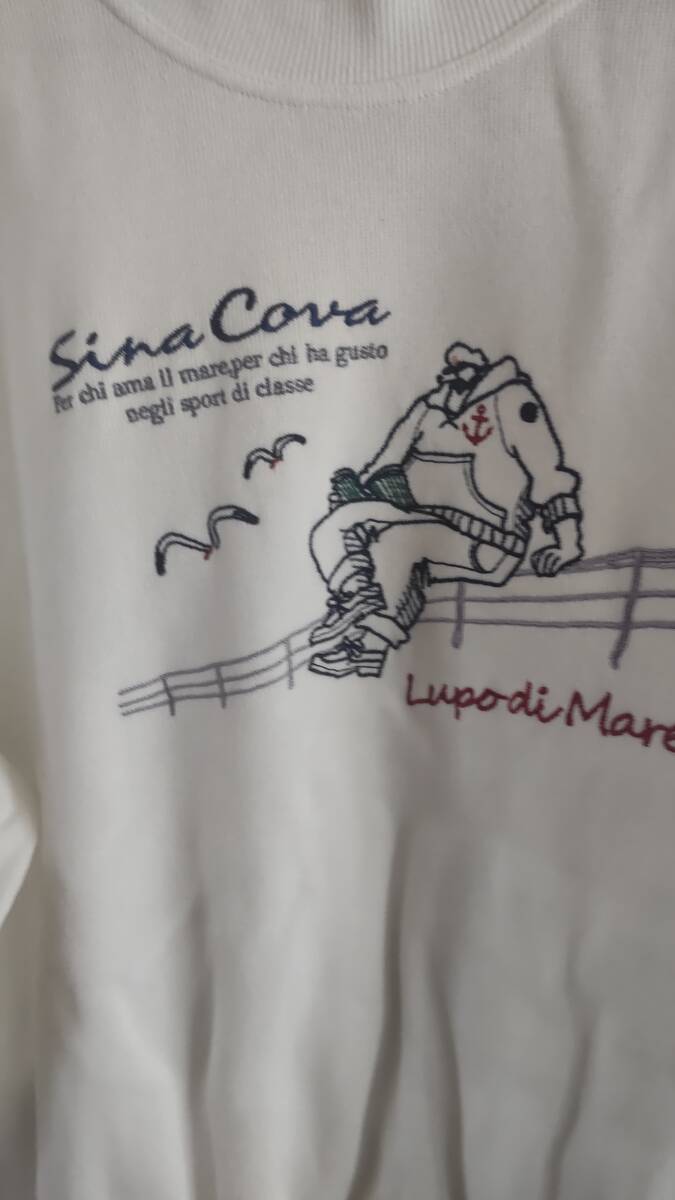 Sina Cova
Per chi ama il mare,per chi ha gusto
negli sport di classe
Lupo di Mare